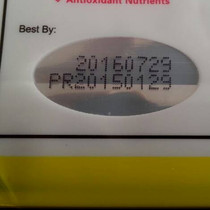 Antioxidant Nutrients
Best By:
20160729
PR20150129